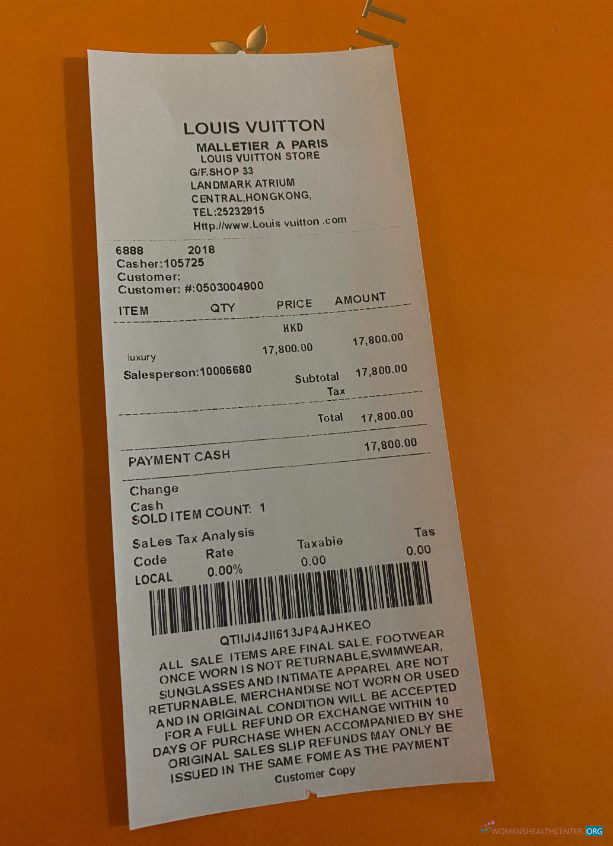 LOUIS VUITTON
MALLETIER A PARIS
LOUIS VUITTON STORE
G/F.SHOP 33
LANDMARK ATRIUM
CENTRAL,HONGKONG,
TEL:25232915
Http://www.Louis vuitton .com
6888 2018
Casher:105725
Customer:
Customer: #:0503004900
ITEM QTY PRICE AMOUNT
HKD
luxury 17,800.00 17,800.00
Salesperson:10006680
Subtotal 17,800.00
Tax
Total 17,800.00
PAYMENT CASH 17,800.00
Change
Cash
SOLD ITEM COUNT: 1
SaLes Tax Analysis
Code Rate Taxabie Tas
LOCAL 0.00% 0.00 0.00
QTIIJI4JII613JP4AJHKEO
ALL SALE ITEMS ARE FINAL SALE. FOOTWEAR
ONCE WORN IS NOT RETURNABLE,SWIMWEAR,
SUNGLASSES AND INTIMATE APPAREL ARE NOT
RETURNABLE, MERCHANDISE NOT WORN OR USED
AND IN ORIGINAL CONDITION WILL BE ACCEPTED
FOR A FULL REFUND OR EXCHANGE WITHIN 10
DAYS OF PURCHASE WHEN ACCOMPANIED BY SHE
ORIGINAL SALES SLIP REFUNDS MAY ONLY BE
ISSUED IN THE SAME FOME AS THE PAYMENT
Customer Copy
WOMENSHEALTHCENTER.ORG